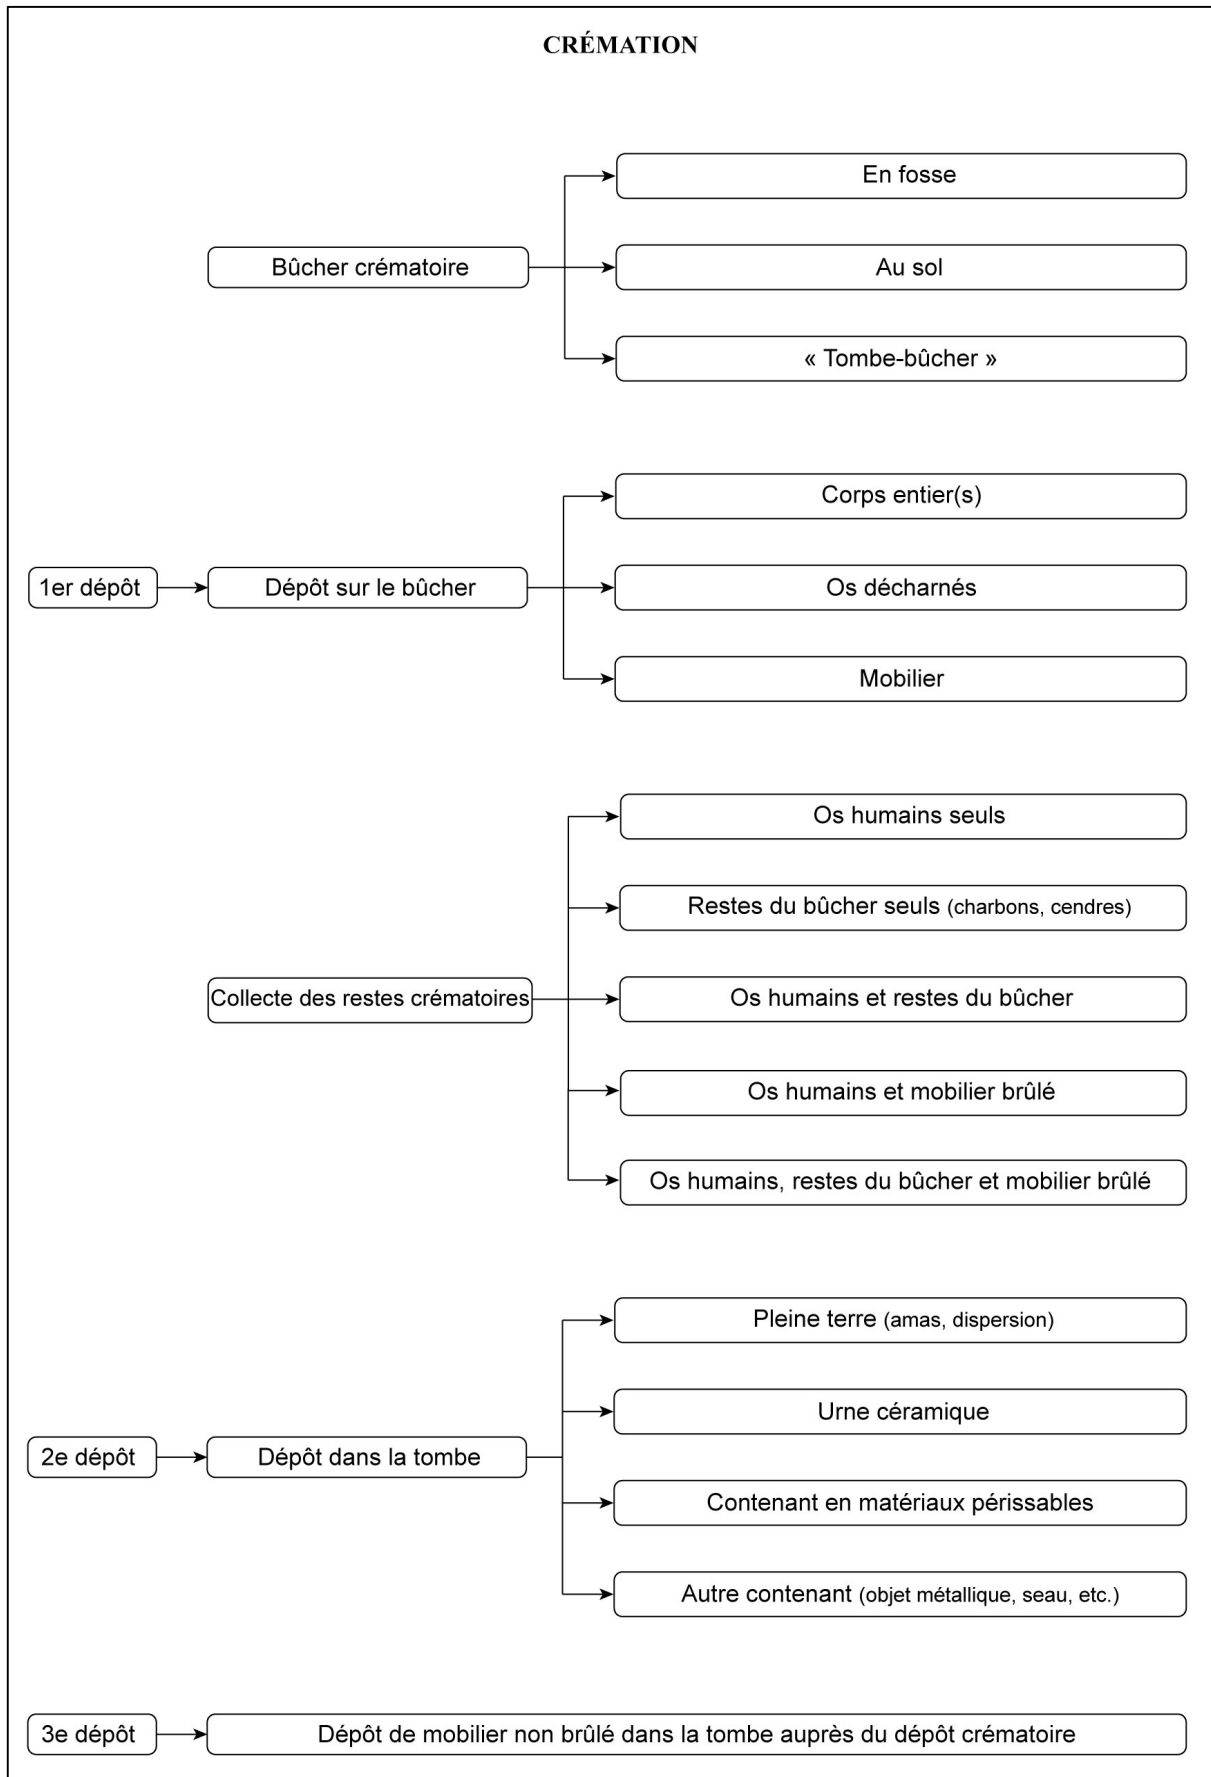 CRÉMATION
En fosse
Bûcher crématoire
Au sol
« Tombe-bûcher »
Corps entier(s)
1er dépôt
Dépôt sur le bûcher
Os décharnés
Mobilier
Os humains seuls
Restes du bûcher seuls (charbons, cendres)
Collecte des restes crématoires
Os humains et restes du bûcher
Os humains et mobilier brûlé
Os humains, restes du bûcher et mobilier brûlé
Pleine terre (amas, dispersion)
Urne céramique
2e dépôt
Dépôt dans la tombe
Contenant en matériaux périssables
Autre contenant (objet métallique, seau, etc.)
3e dépôt
Dépôt de mobilier non brûlé dans la tombe auprès du dépôt crématoire